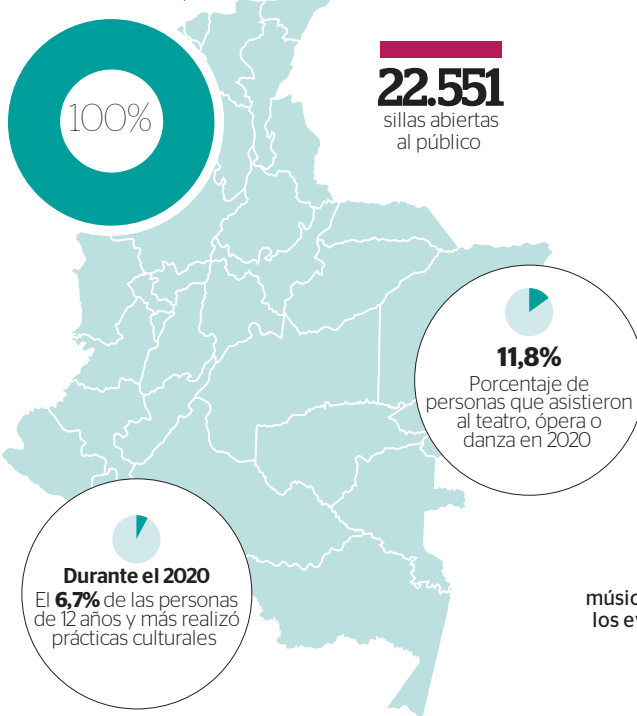 100%
22.551
sillas abiertas
al público
11,8%
Porcentaje de
personas que asistieron
al teatro, ópera o
danza en 2020
Durante el 2020
El 6,7% de las personas
de 12 años y más realizó
prácticas culturales
músic
los ev